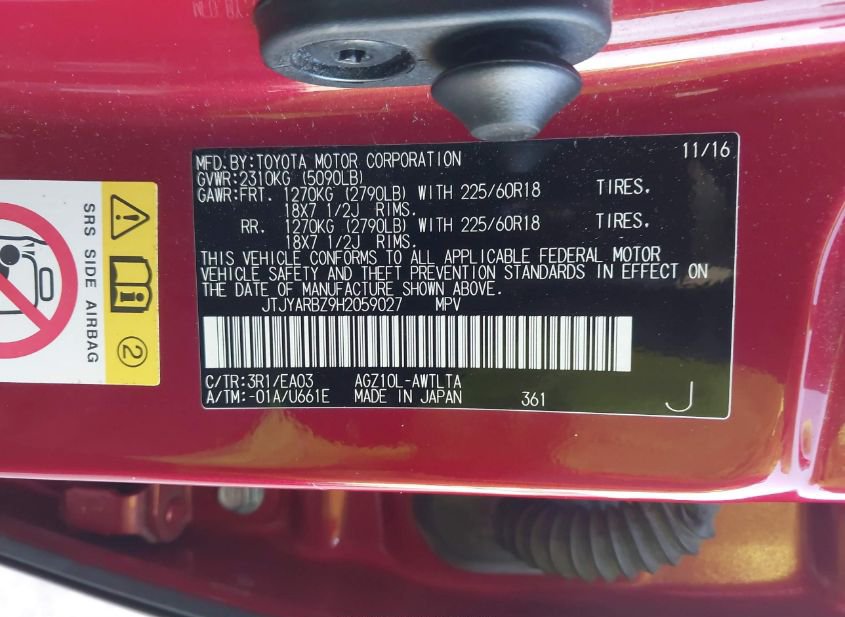 MFD.BY:TOYOTA MOTOR CORPORATION 11/16
GVWR:2310KG (5090LB)
GAWR:FRT. 1270KG (2790LB) WITH 225/60R18 TIRES.
18X7 1/2J RIMS.
RR. 1270KG (2790LB) WITH 225/60R18 TIRES.
18X7 1/2J RIMS.
THIS VEHICLE CONFORMS TO ALL APPLICABLE FEDERAL MOTOR
VEHICLE SAFETY AND THEFT PREVENTION STANDARDS IN EFFECT ON
THE DATE OF MANUFACTURE SHOWN ABOVE.
JTJYARBZ9H2059027 MPV
C/TR:3R1/EA03 AGZ10L-AWTLTA
A/TM:-01A/U661E MADE IN JAPAN 361 J
SRS SIDE AIRBAG
2